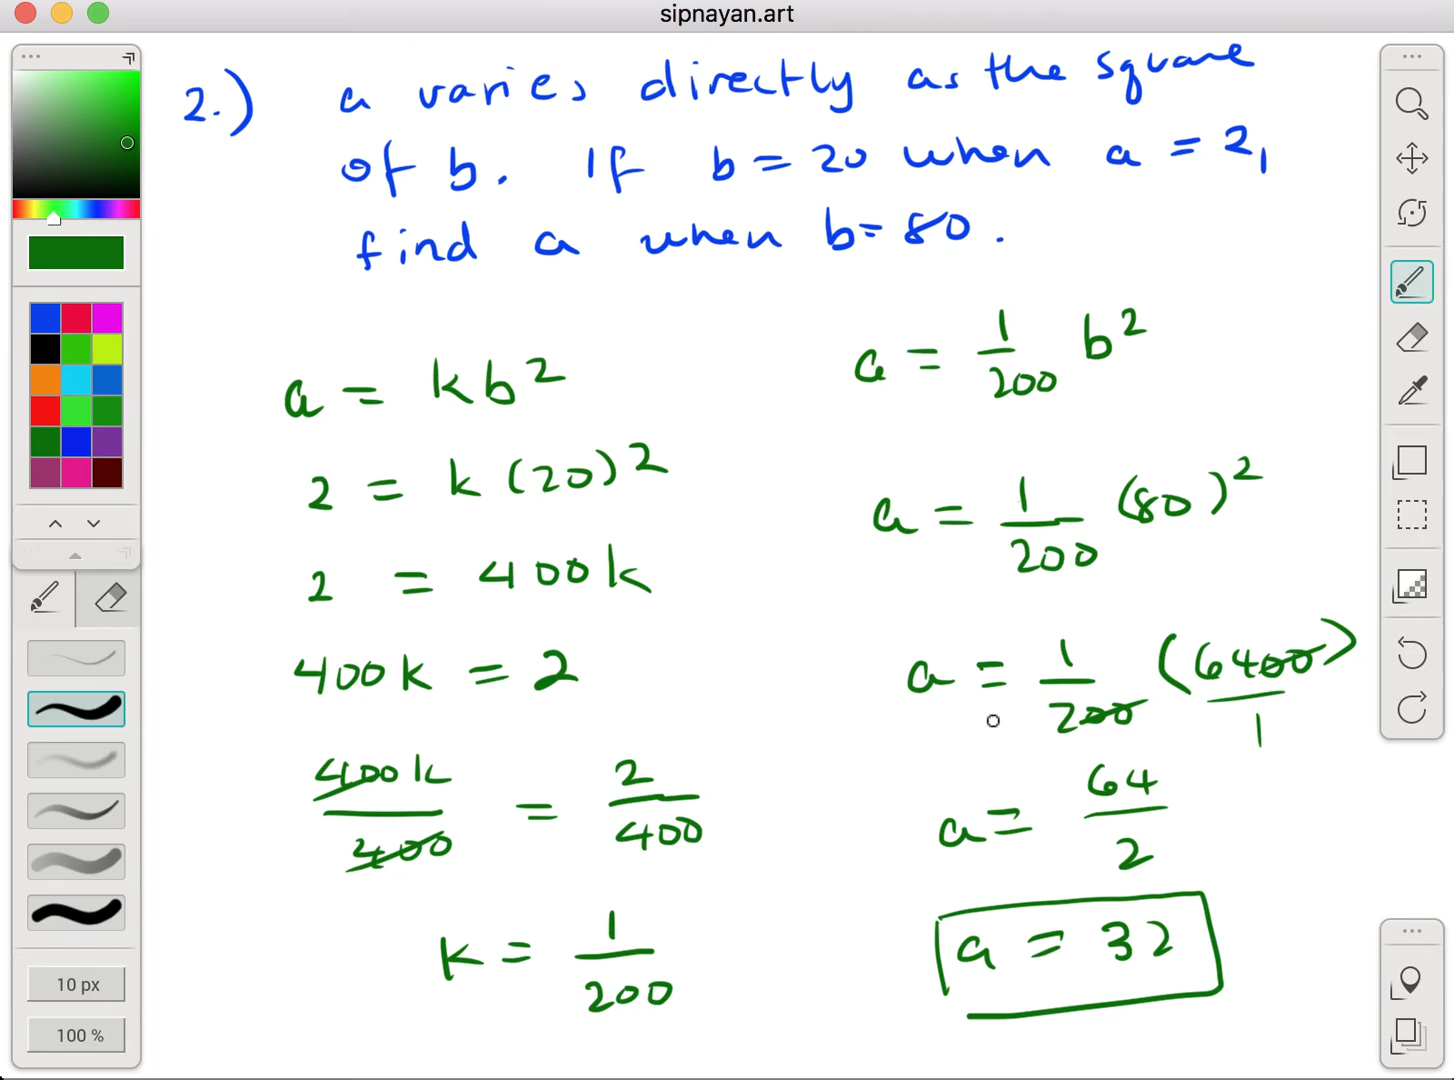 sipnayan.art
2.) a varies directly as the square
of b. If b = 20 when a = 2,
find a when b = 80.
a = kb²
2 = k(20)²
2 = 400k
400k = 2
400k/400 = 2/400
k = 1/200
a = 1/200 b²
a = 1/200 (80)²
a = 1/200 (6400)/1
a = 64/2
a = 32
10 px
100 %